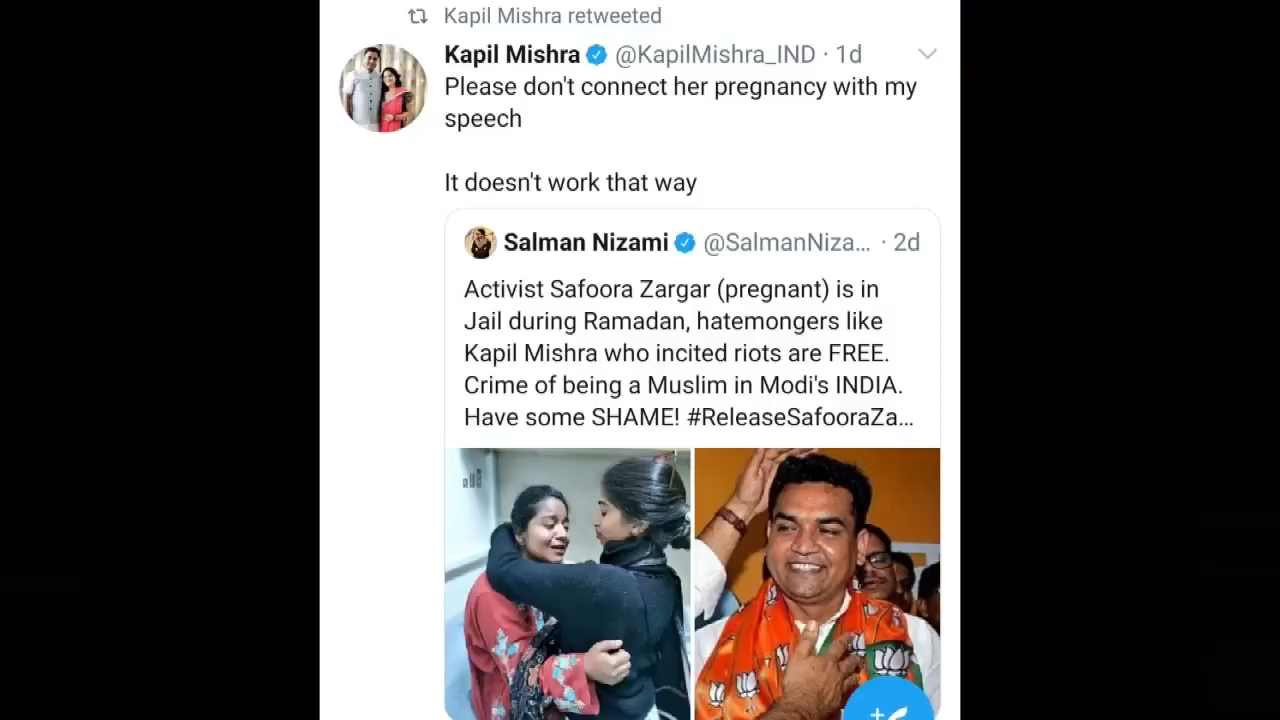 Kapil Mishra retweeted
Kapil Mishra @KapilMishra_IND · 1d
Please don't connect her pregnancy with my
speech
It doesn't work that way
Salman Nizami @SalmanNiza... · 2d
Activist Safoora Zargar (pregnant) is in
Jail during Ramadan, hatemongers like
Kapil Mishra who incited riots are FREE.
Crime of being a Muslim in Modi's INDIA.
Have some SHAME! #ReleaseSafooraZa...